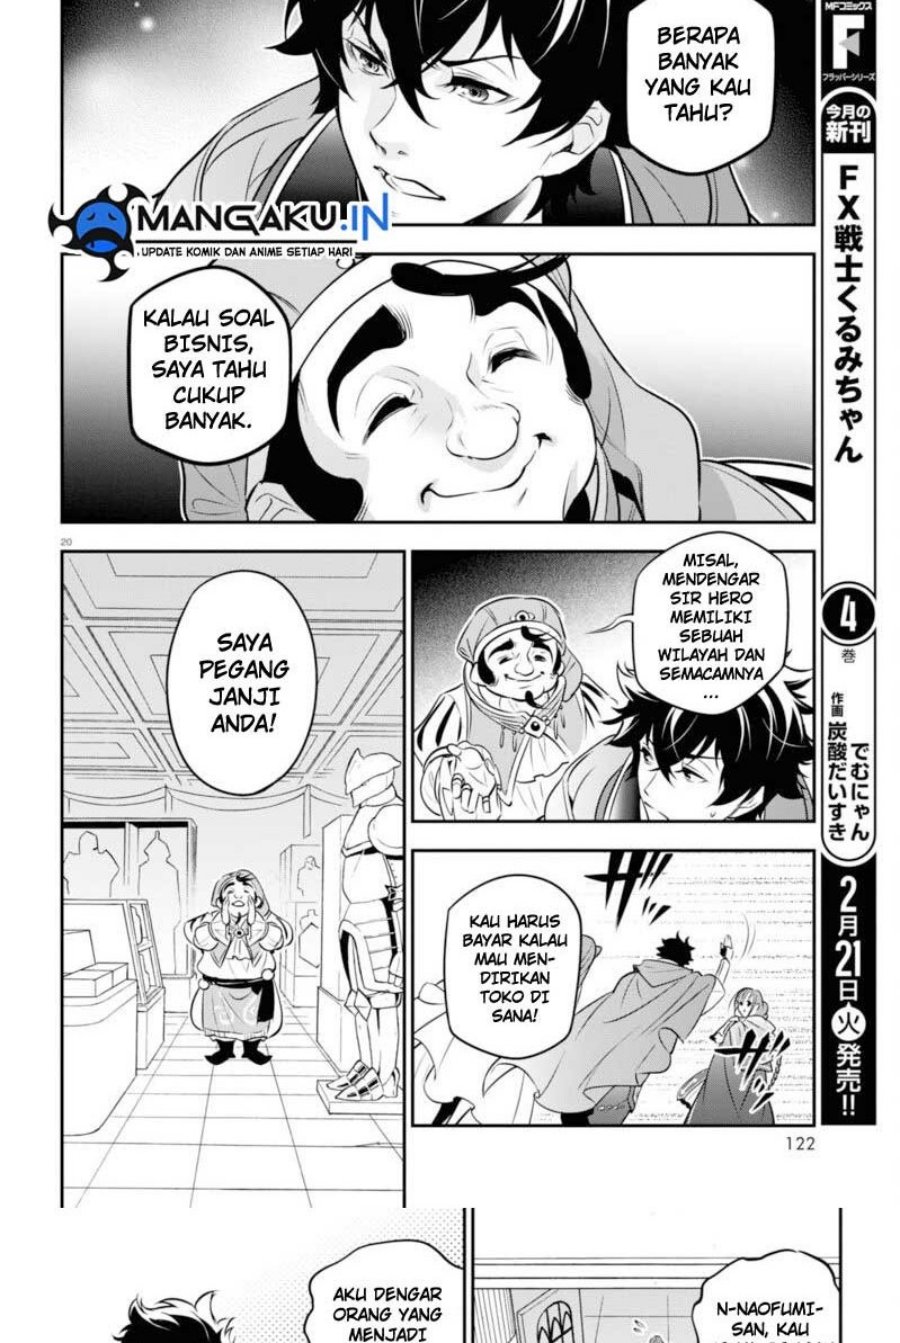 BERAPA
BANYAK
YANG KAU
TAHU?
MANGAKU.IN
UPDATE KOMIK DAN ANIME SETIAP HARI
KALAU SOAL
BISNIS,
SAYA TAHU
CUKUP
BANYAK.
20
MISAL,
MENDENGAR
SIR HERO
MEMILIKI
SEBUAH
WILAYAH DAN
SEMACAMNYA
...
KAU HARUS
BAYAR KALAU
MAU MEN-
DIRIKAN
TOKO DI
SANA!
SAYA
PEGANG
JANJI
ANDA!
122
MFコミックス
F
フラッパーシリーズ
今月の
新刊
FX戦士くるみちゃん
4
巻
作画
炭酸だいすき
でむにゃん
2月21日火発売!!
N-NAOFUMI-
SAN, KAU
AKU DENGAR
ORANG YANG
MENJADI